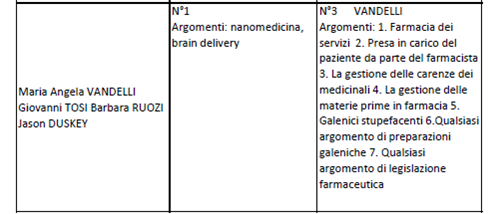 Maria Angela VANDELLI
Giovanni TOSI Barbara RUOZI
Jason DUSKEY
N°1
Argomenti: nanomedicina,
brain delivery
N°3 VANDELLI
Argomenti: 1. Farmacia dei
servizi 2. Presa in carico del
paziente da parte del farmacista
3. La gestione delle carenze dei
medicinali 4. La gestione delle
materie prime in farmacia 5.
Galenici stupefacenti 6.Qualsiasi
argomento di preparazioni
galeniche 7. Qualsiasi
argomento di legislazione
farmaceutica